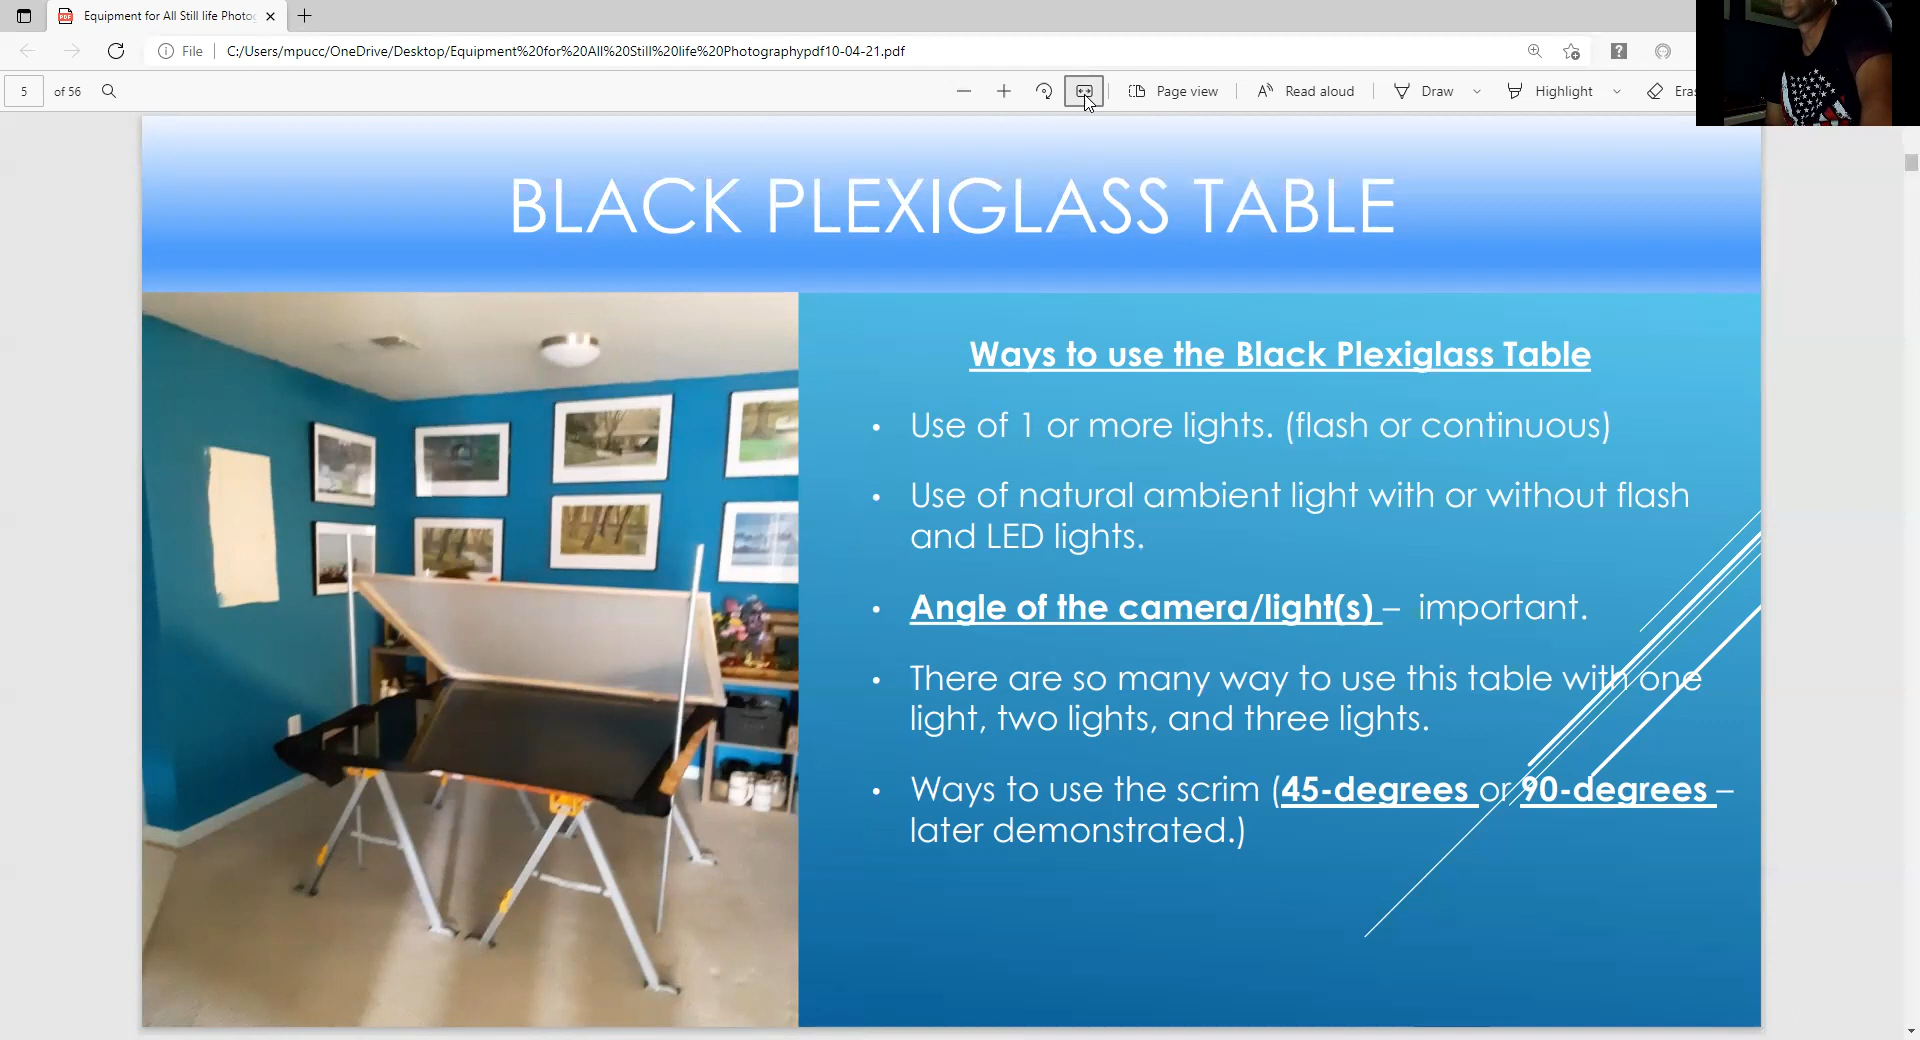 Equipment for All Still life Photog
File C:/Users/mpucc/OneDrive/Desktop/Equipment%20for%20All%20Still%20life%20Photographypdf10-04-21.pdf
5 of 56 Page view Read aloud Draw Highlight Eras
BLACK PLEXIGLASS TABLE
Ways to use the Black Plexiglass Table
• Use of 1 or more lights. (flash or continuous)
• Use of natural ambient light with or without flash
and LED lights.
• Angle of the camera/light(s) – important.
• There are so many way to use this table with one
light, two lights, and three lights.
• Ways to use the scrim (45-degrees or 90-degrees –
later demonstrated.)